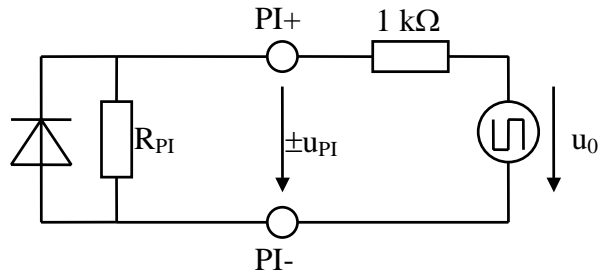 PI+
1 kΩ
R_PI
±u_PI
u_0
PI-